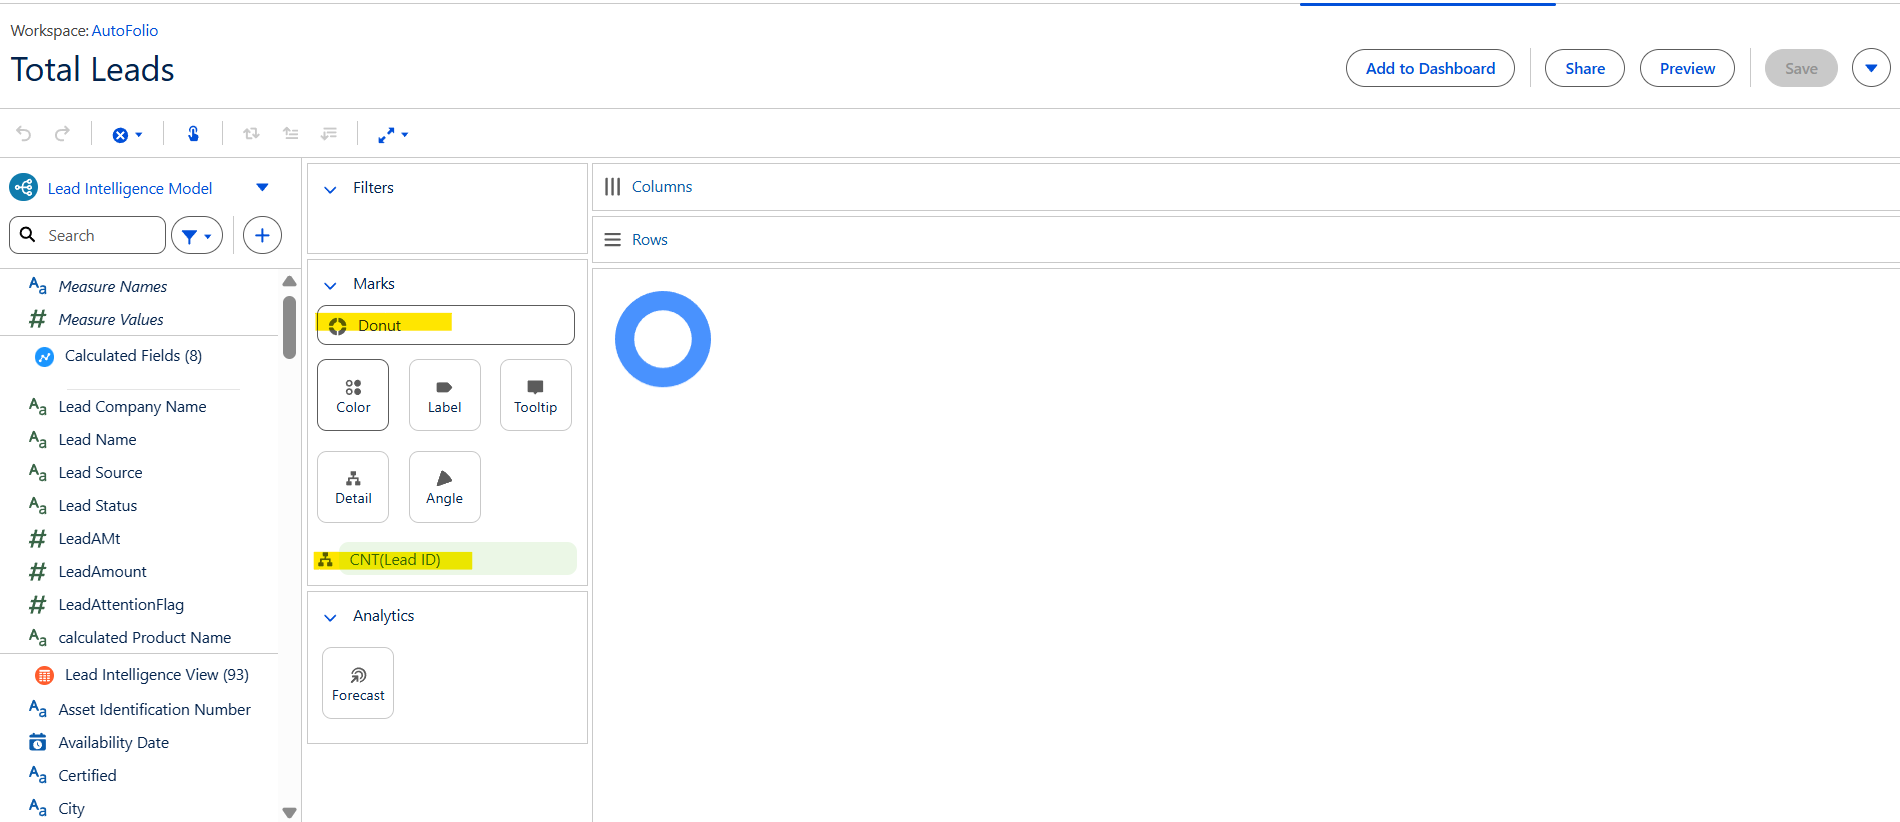 Workspace: AutoFolio
Total Leads
Add to Dashboard
Share
Preview
Save
Lead Intelligence Model
Search
Measure Names
Measure Values
Calculated Fields (8)
Lead Company Name
Lead Name
Lead Source
Lead Status
LeadAMt
LeadAmount
LeadAttentionFlag
calculated Product Name
Lead Intelligence View (93)
Asset Identification Number
Availability Date
Certified
City
Filters
Marks
Donut
Color
Label
Tooltip
Detail
Angle
CNT(Lead ID)
Analytics
Forecast
Columns
Rows